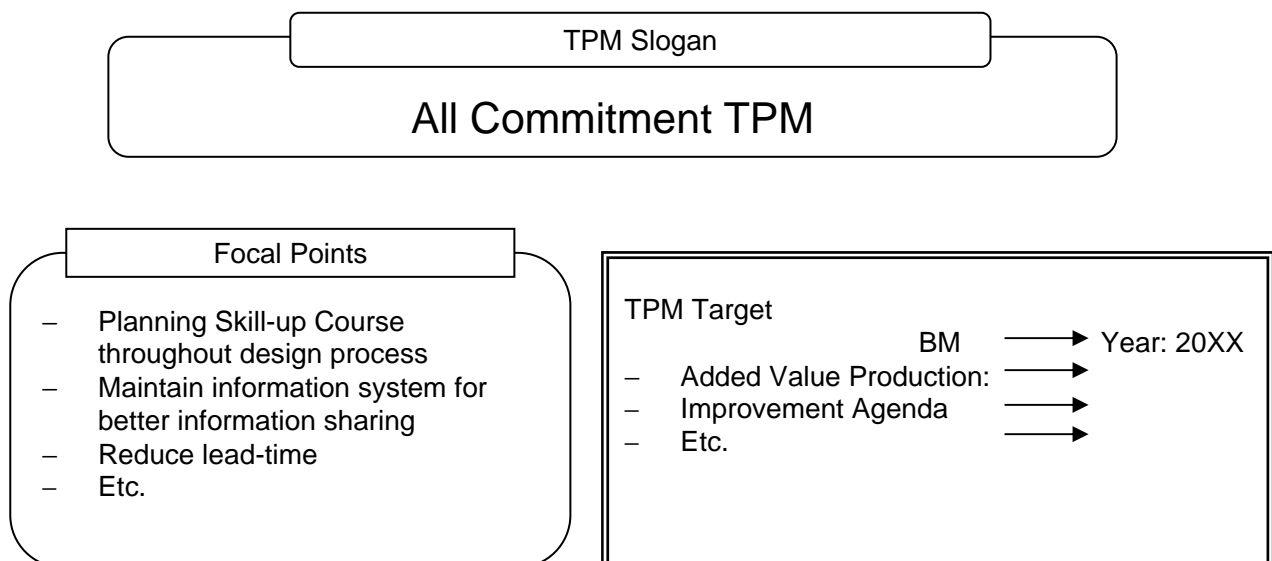 TPM Slogan
All Commitment TPM
Focal Points
– Planning Skill-up Course
throughout design process
– Maintain information system for
better information sharing
– Reduce lead-time
– Etc.
TPM Target
BM Year: 20XX
– Added Value Production:
– Improvement Agenda
– Etc.